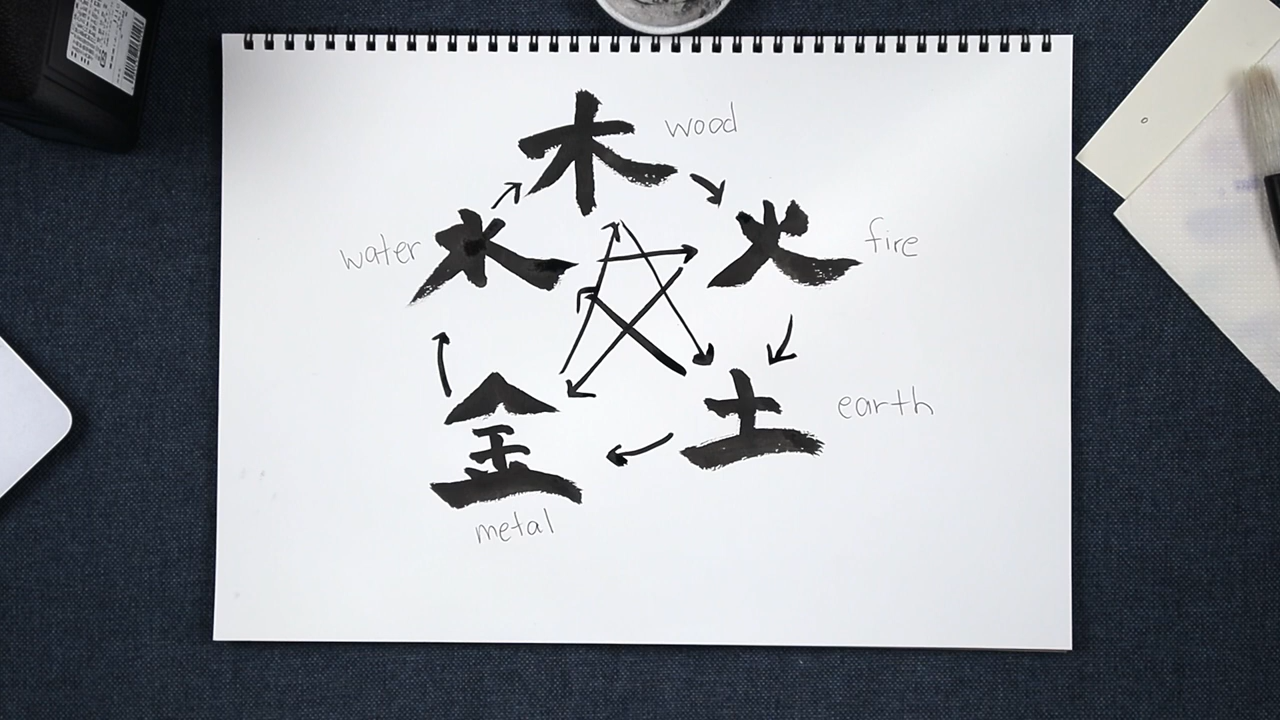 木 wood
水 火
water fire
土 earth
金
metal